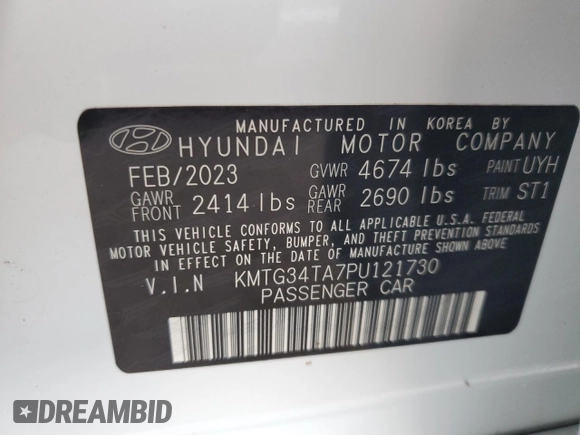 MANUFACTURED IN KOREA BY
HYUNDAI MOTOR COMPANY
FEB/2023 GVWR 4674 lbs PAINT UYH
GAWR FRONT 2414 lbs GAWR REAR 2690 lbs TRIM ST1
THIS VEHICLE CONFORMS TO ALL APPLICABLE U.S.A. FEDERAL
MOTOR VEHICLE SAFETY, BUMPER, AND THEFT PREVENTION
STANDARDS IN EFFECT ON THE DATE OF MANUFACTURE SHOWN ABOVE.
V.I.N KMTG34TA7PU121730
PASSENGER CAR
DREAMBID